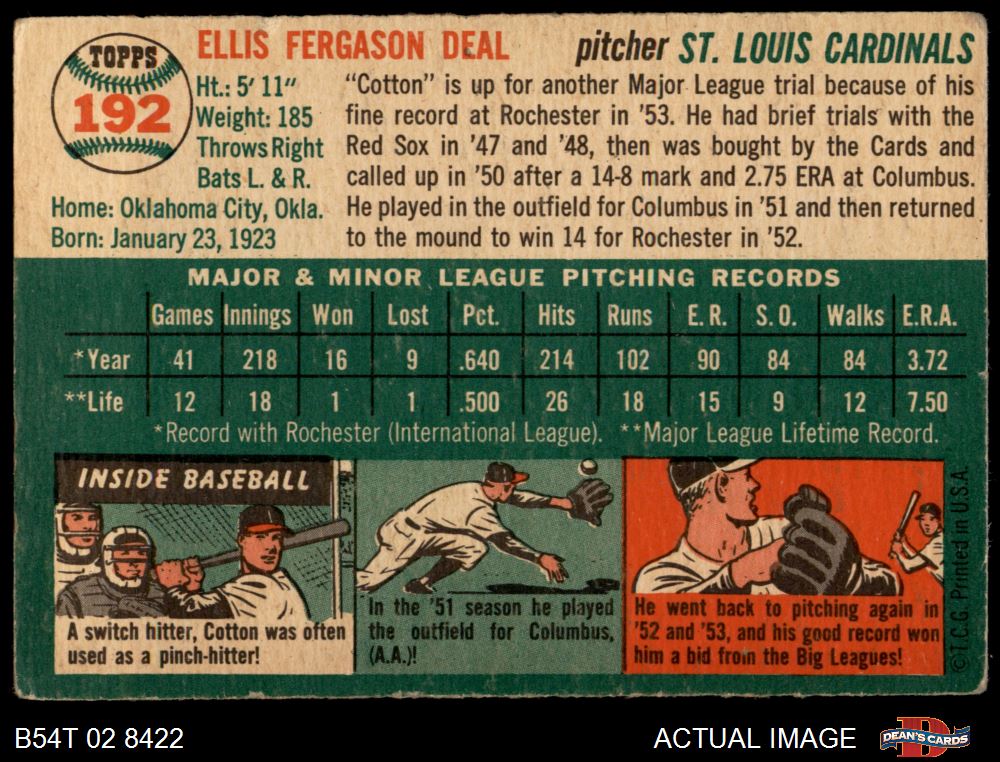 TOPPS
192
ELLIS FERGASON DEAL
pitcher ST. LOUIS CARDINALS
Ht.: 5' 11"
Weight: 185
Throws Right
Bats L. & R.
Home: Oklahoma City, Okla.
Born: January 23, 1923
"Cotton" is up for another Major League trial because of his
fine record at Rochester in '53. He had brief trials with the
Red Sox in '47 and '48, then was bought by the Cards and
called up in '50 after a 14-8 mark and 2.75 ERA at Columbus.
He played in the outfield for Columbus in '51 and then returned
to the mound to win 14 for Rochester in '52.
MAJOR & MINOR LEAGUE PITCHING RECORDS
Games Innings Won Lost Pct. Hits Runs E.R. S.O. Walks E.R.A.
*Year 41 218 16 9 .640 214 102 90 84 84 3.72
**Life 12 18 1 1 .500 26 18 15 9 12 7.50
*Record with Rochester (International League). **Major League Lifetime Record.
INSIDE BASEBALL
A switch hitter, Cotton was often
used as a pinch-hitter!
In the '51 season he played
the outfield for Columbus,
(A.A.)!
He went back to pitching again in
'52 and '53, and his good record won
him a bid from the Big Leagues!
©T.C.G. Printed in U.S.A.
B54T 02 8422
ACTUAL IMAGE
D
DEAN'S CARDS